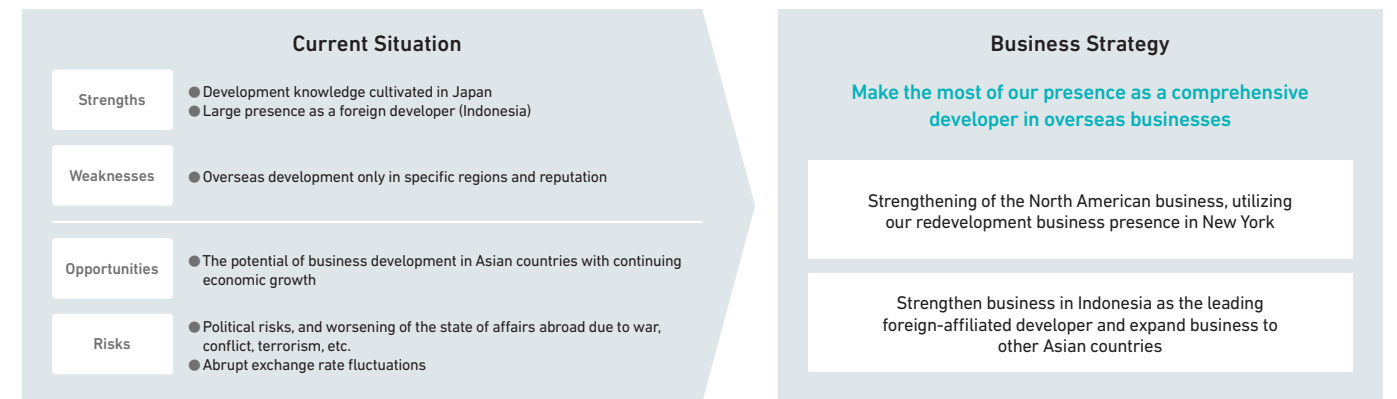 Current Situation
Strengths
● Development knowledge cultivated in Japan
● Large presence as a foreign developer (Indonesia)
Weaknesses
● Overseas development only in specific regions and reputation
Opportunities
● The potential of business development in Asian countries with continuing
economic growth
Risks
● Political risks, and worsening of the state of affairs abroad due to war,
conflict, terrorism, etc.
● Abrupt exchange rate fluctuations
Business Strategy
Make the most of our presence as a comprehensive
developer in overseas businesses
Strengthening of the North American business, utilizing
our redevelopment business presence in New York
Strengthen business in Indonesia as the leading
foreign-affiliated developer and expand business to
other Asian countries